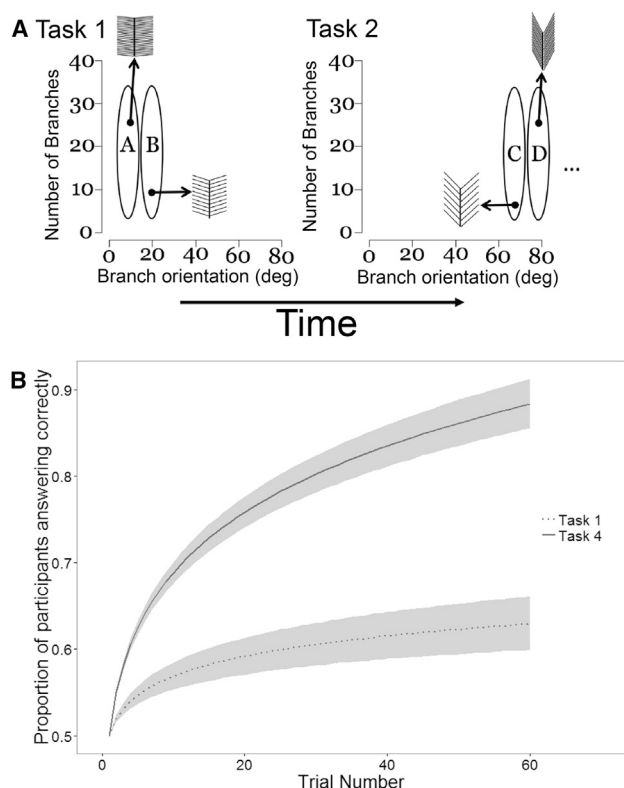 A Task 1
Number of Branches
40
30
20
10
0
A B
0 20 40 60 80
Branch orientation (deg)
Task 2
Number of Branches
40
30
20
10
0
C D
...
0 20 40 60 80
Branch orientation (deg)
Time
B
Proportion of participants answering correctly
0.9
0.8
0.7
0.6
0.5
Task 1
Task 4
0 20 40 60
Trial Number